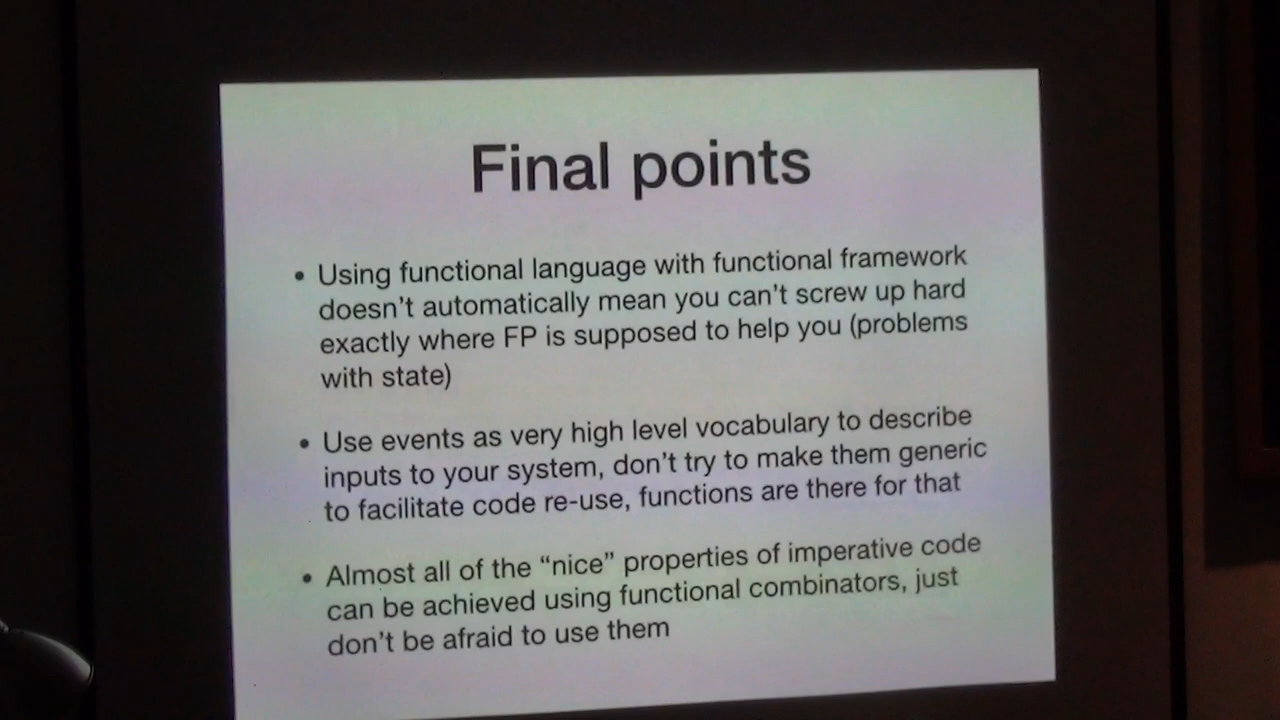 Final points
• Using functional language with functional framework
doesn't automatically mean you can't screw up hard
exactly where FP is supposed to help you (problems
with state)
• Use events as very high level vocabulary to describe
inputs to your system, don't try to make them generic
to facilitate code re-use, functions are there for that
• Almost all of the “nice” properties of imperative code
can be achieved using functional combinators, just
don't be afraid to use them